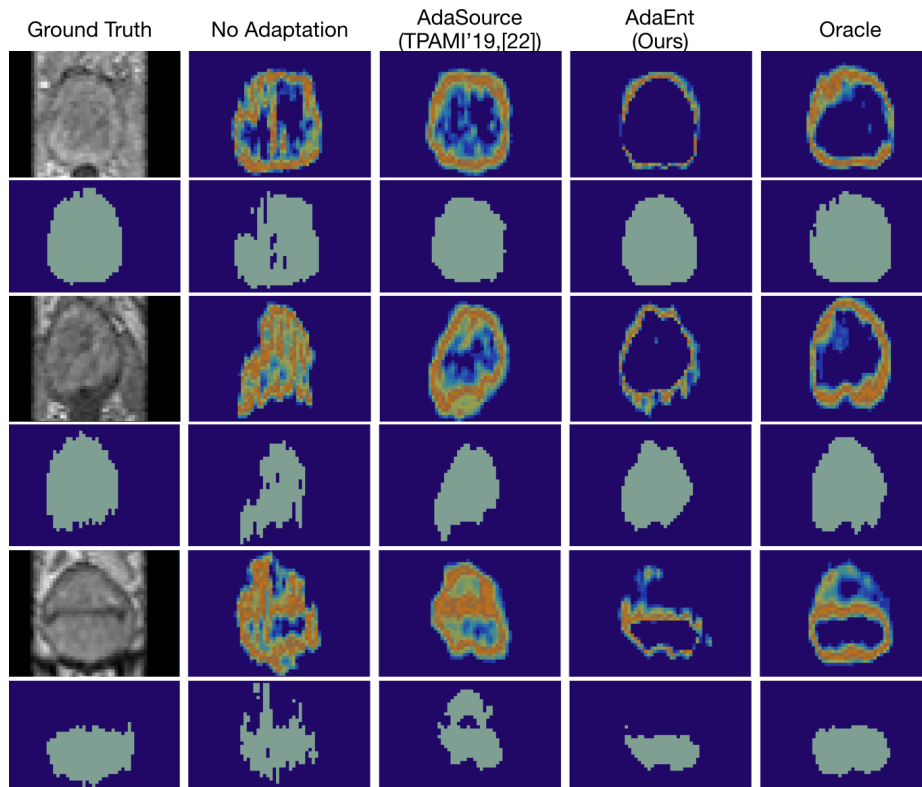 Ground Truth
No Adaptation
AdaSource
(TPAMI'19,[22])
AdaEnt
(Ours)
Oracle